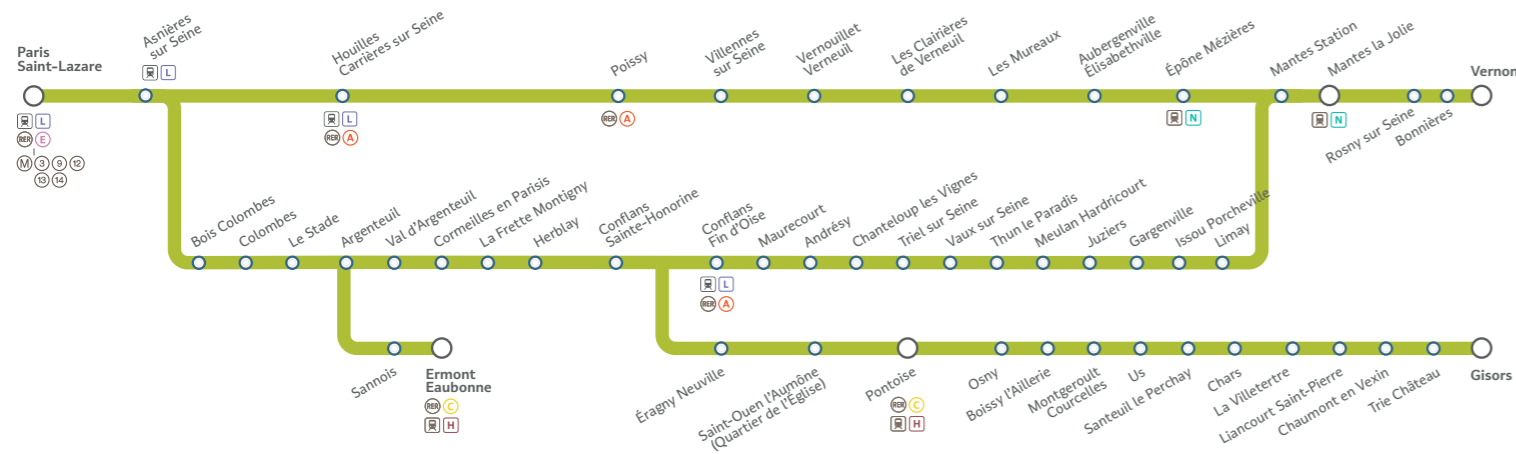 Paris
Saint-Lazare
L
RER E
M 3 9 12
13 14
Asnières
sur Seine
L
Houilles
Carrières sur Seine
L
RER A
Poissy
RER A
Villennes
sur Seine
Vernouillet
Verneuil
Les Clairières
de Verneuil
Les Mureaux
Aubergenville
Élisabethville
Épône Mézières
N
Mantes Station
Mantes la Jolie
N
Rosny sur Seine
Bonnières
Vernon
Bois Colombes
Colombes
Le Stade
Argenteuil
Val d'Argenteuil
Cormeilles en Parisis
La Frette Montigny
Herblay
Conflans
Sainte-Honorine
Conflans
Fin d'Oise
L
RER A
Maurecourt
Andrésy
Chanteloup les Vignes
Triel sur Seine
Vaux sur Seine
Thun le Paradis
Meulan Hardricourt
Juziers
Gargenville
Issou Porcheville
Limay
Sannois
Ermont
Eaubonne
RER C
H
Éragny Neuville
Saint-Ouen l'Aumône
(Quartier de l'Église)
Pontoise
RER C
H
Osny
Boissy l'Aillerie
Montgeroult
Courcelles
Us
Santeuil le Perchay
Chars
La Villetertre
Liancourt Saint-Pierre
Chaumont en Vexin
Trie Château
Gisors